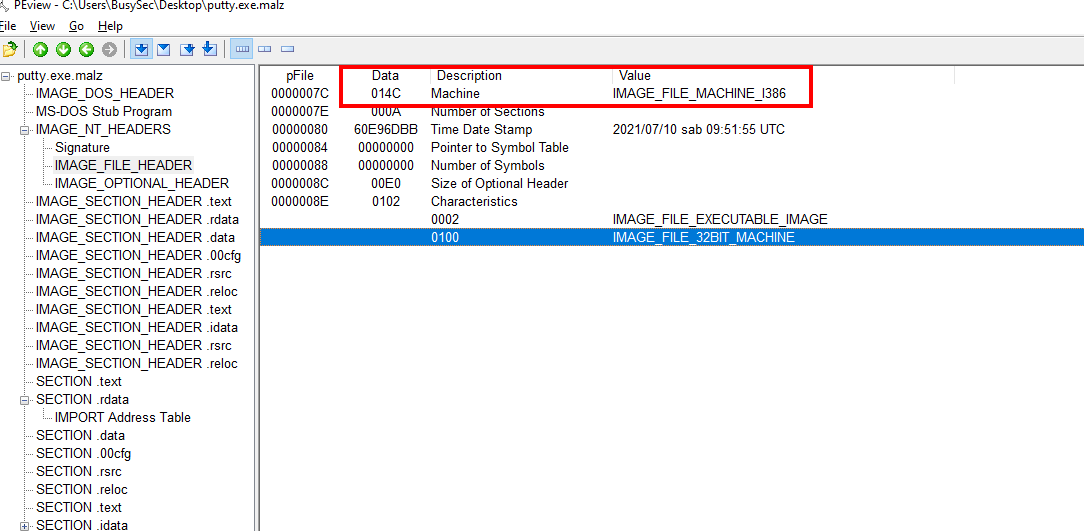 PEview - C:\Users\BusySec\Desktop\putty.exe.malz
File View Go Help
putty.exe.malz
IMAGE_DOS_HEADER
MS-DOS Stub Program
IMAGE_NT_HEADERS
Signature
IMAGE_FILE_HEADER
IMAGE_OPTIONAL_HEADER
IMAGE_SECTION_HEADER .text
IMAGE_SECTION_HEADER .rdata
IMAGE_SECTION_HEADER .data
IMAGE_SECTION_HEADER .00cfg
IMAGE_SECTION_HEADER .rsrc
IMAGE_SECTION_HEADER .reloc
IMAGE_SECTION_HEADER .text
IMAGE_SECTION_HEADER .idata
IMAGE_SECTION_HEADER .rsrc
IMAGE_SECTION_HEADER .reloc
SECTION .text
SECTION .rdata
IMPORT Address Table
SECTION .data
SECTION .00cfg
SECTION .rsrc
SECTION .reloc
SECTION .text
SECTION .idata
pFile Data Description Value
0000007C 014C Machine IMAGE_FILE_MACHINE_I386
0000007E 000A Number of Sections
00000080 60E96DBB Time Date Stamp 2021/07/10 sab 09:51:55 UTC
00000084 00000000 Pointer to Symbol Table
00000088 00000000 Number of Symbols
0000008C 00E0 Size of Optional Header
0000008E 0102 Characteristics
0002 IMAGE_FILE_EXECUTABLE_IMAGE
0100 IMAGE_FILE_32BIT_MACHINE